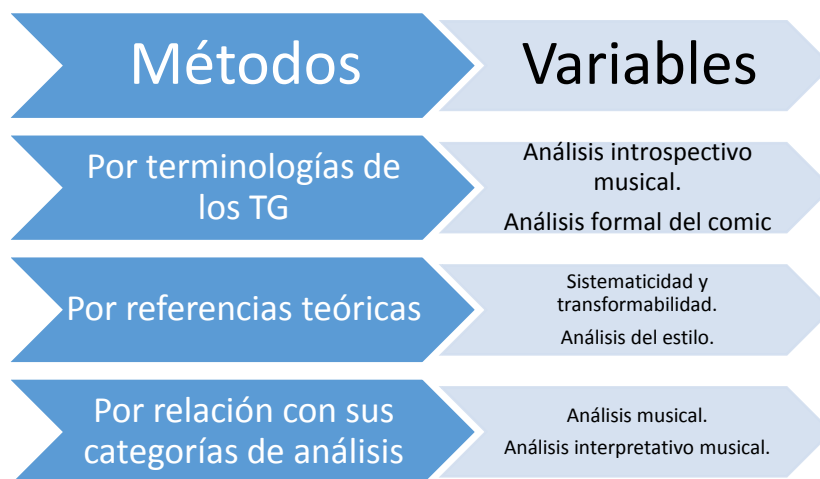 Métodos
Variables
Por terminologías de
los TG
Análisis introspectivo
musical.
Análisis formal del comic
Por referencias teóricas
Sistematicidad y
transformabilidad.
Análisis del estilo.
Por relación con sus
categorías de análisis
Análisis musical.
Análisis interpretativo musical.